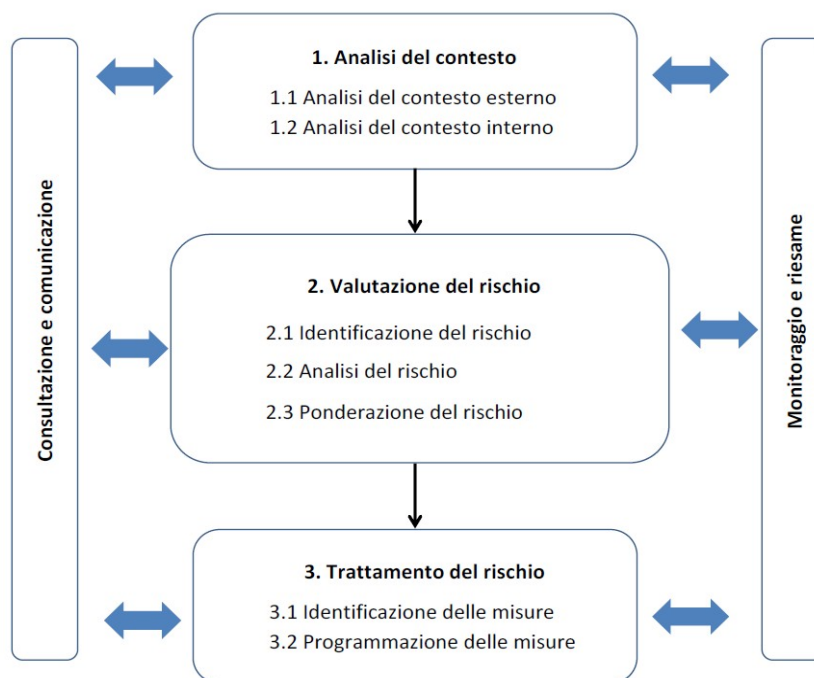 Consultazione e comunicazione
1. Analisi del contesto
1.1 Analisi del contesto esterno
1.2 Analisi del contesto interno
2. Valutazione del rischio
2.1 Identificazione del rischio
2.2 Analisi del rischio
2.3 Ponderazione del rischio
3. Trattamento del rischio
3.1 Identificazione delle misure
3.2 Programmazione delle misure
Monitoraggio e riesame